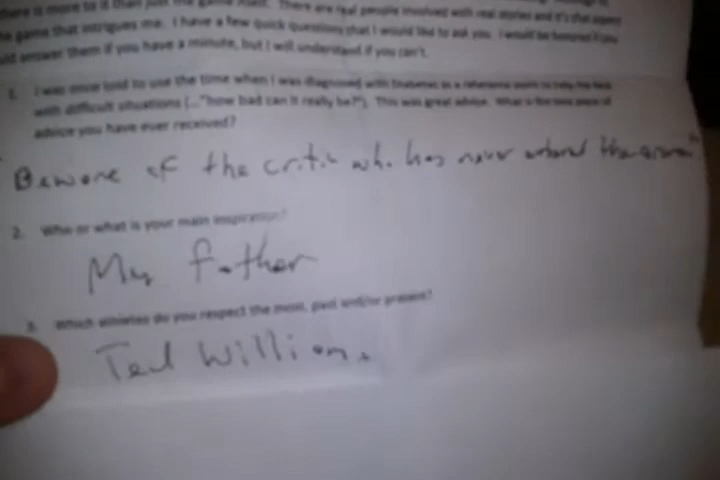 there is more to it than just the game itself. There are real people involved with real stories and it's that aspect
the game that intrigues me. I have a few quick questions that I would like to ask you. I would be honored if you
answer them if you have a minute, but I will understand if you can't.
1. I was once told to use the time when I was diagnosed with Diabetes as a reference
with difficult situations (..."how bad can it really be?"). This was great advice. What is the best piece of
advice you have ever received?
Beware of the critic who has never entered the arena"
2. Who or what is your main inspiration?
My father
3. Which athletes do you respect the most, past and/or present?
Ted Williams